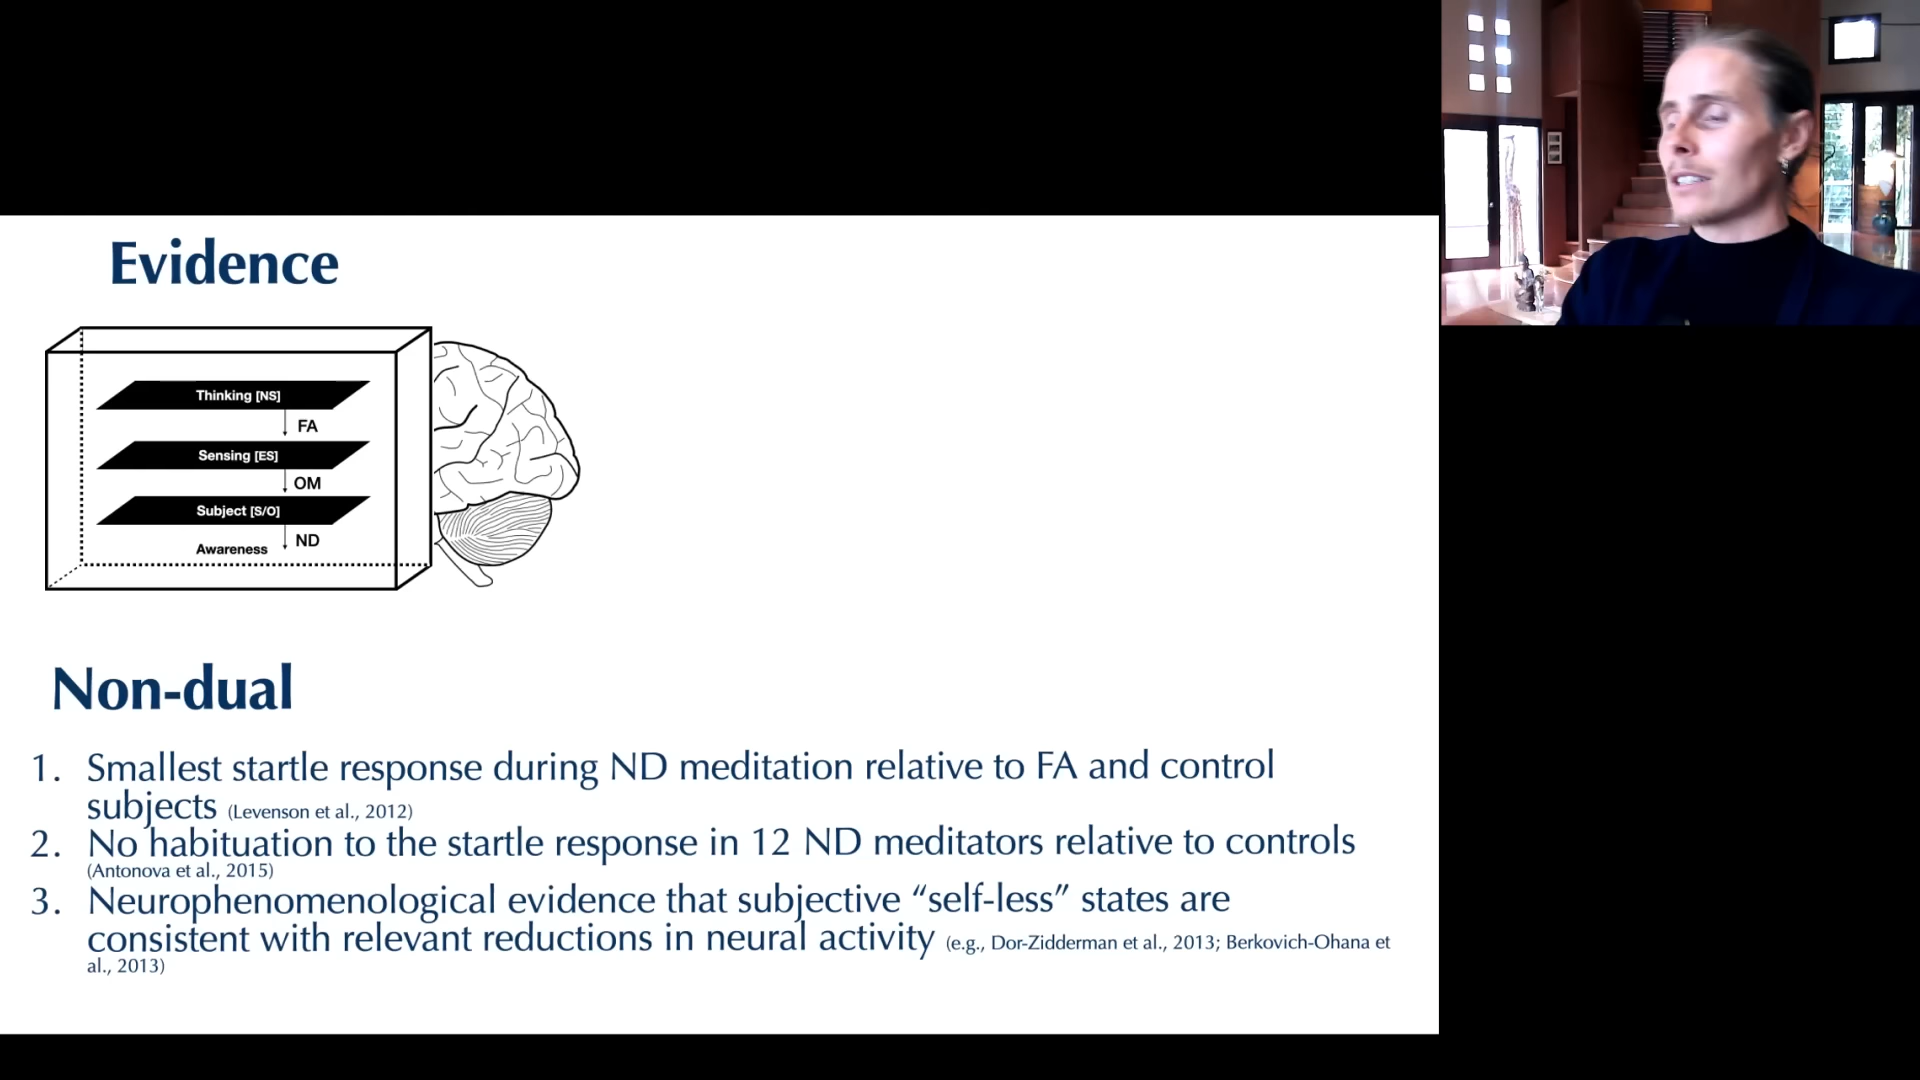 Evidence
Thinking [NS]
FA
Sensing [ES]
OM
Subject [S/O]
ND
Awareness
Non-dual
1. Smallest startle response during ND meditation relative to FA and control
subjects (Levenson et al., 2012)
2. No habituation to the startle response in 12 ND meditators relative to controls
(Antonova et al., 2015)
3. Neurophenomenological evidence that subjective “self-less” states are
consistent with relevant reductions in neural activity (e.g., Dor-Zidderman et al., 2013; Berkovich-Ohana et
al., 2013)